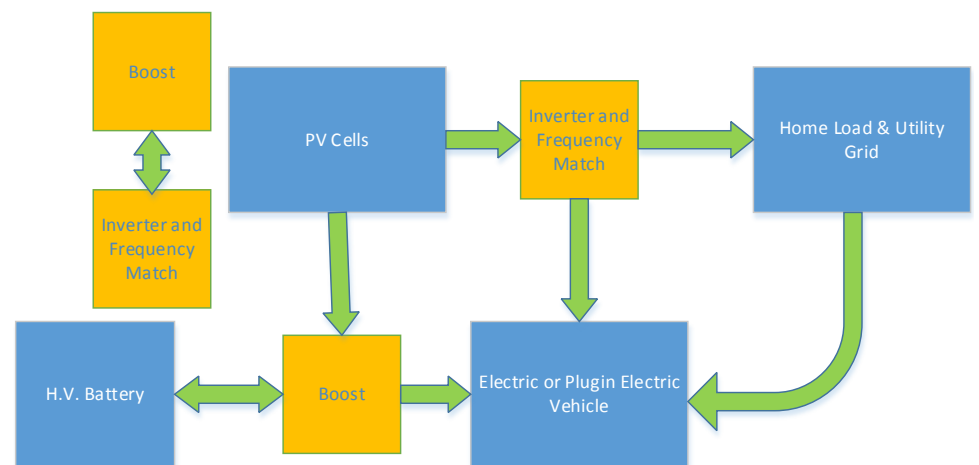 Boost
Inverter and
Frequency
Match
PV Cells
Inverter and
Frequency
Match
Home Load & Utility
Grid
H.V. Battery
Boost
Electric or Plugin Electric
Vehicle